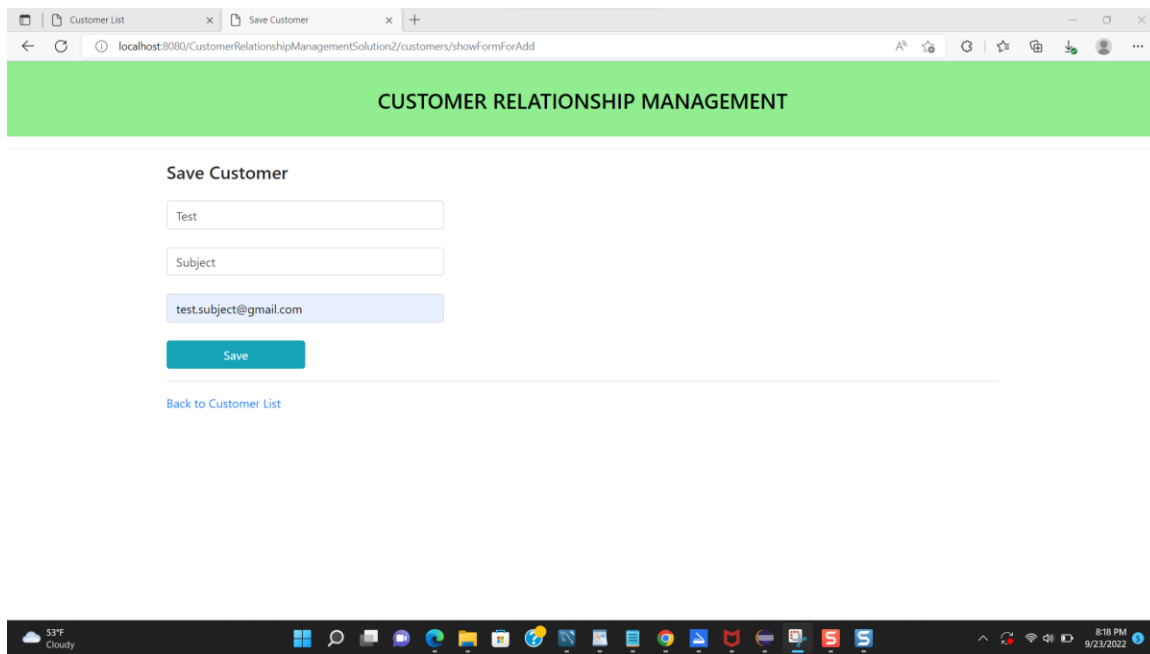 Customer List
Save Customer
localhost:8080/CustomerRelationshipManagementSolution2/customers/showFormForAdd
CUSTOMER RELATIONSHIP MANAGEMENT
Save Customer
Test
Subject
test.subject@gmail.com
Save
Back to Customer List
53°F
Cloudy
8:18 PM
9/23/2022
5